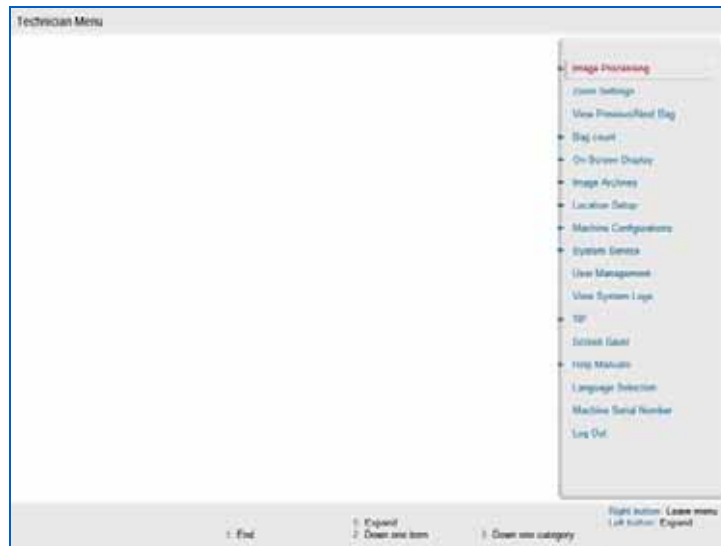 Technician Menu
Image Processing
Zoom Settings
View Previous/Next Bag
Bag count
On Screen Display
Image Archives
Location Setup
Machine Configurations
System Service
User Management
View System Logs
TIP
Screen Saver
Help Manuals
Language Selection
Machine Serial Number
Log Out
Right button: Leave menu
Left button: Expand
: Expand
1: End
2: Down one item
3: Down one category